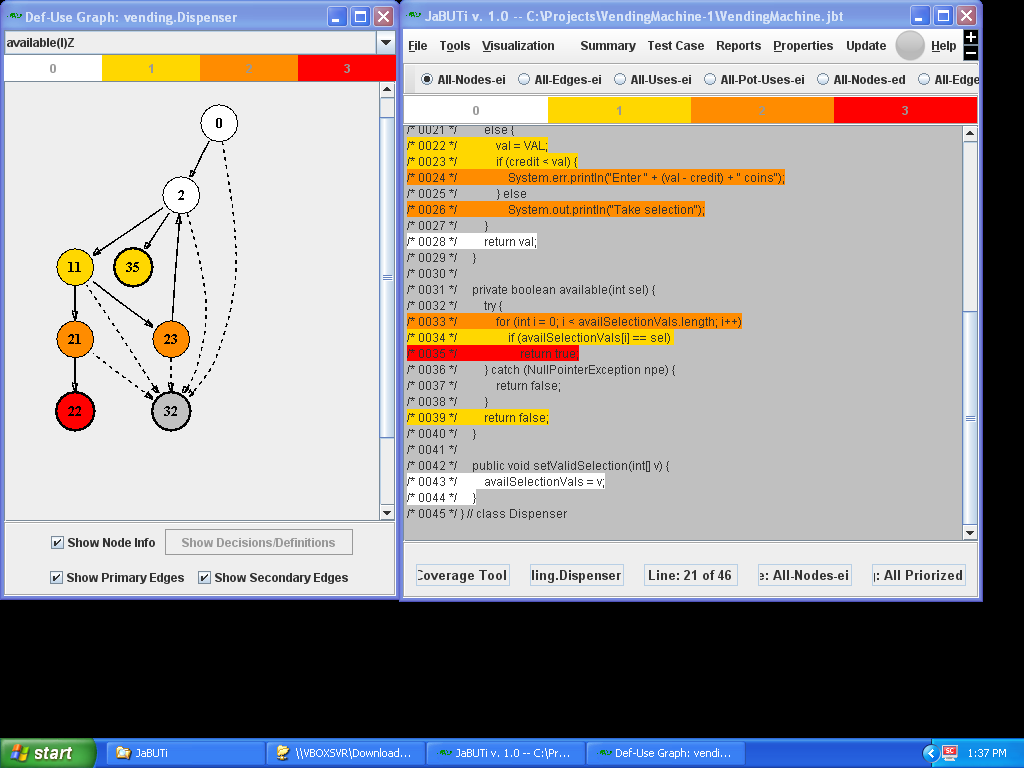 Def-Use Graph: vending.Dispenser
available(I)Z
0 1 2 3
0
2
11
35
21
23
22
32
Show Node Info
Show Decisions/Definitions
Show Primary Edges
Show Secondary Edges
JaBUTi v. 1.0 -- C:\Projects\VendingMachine-1\VendingMachine.jbt
File Tools Visualization Summary Test Case Reports Properties Update Help + -
All-Nodes-ei All-Edges-ei All-Uses-ei All-Pot-Uses-ei All-Nodes-ed All-Edge
0 1 2 3
/* 0021 */ else {
/* 0022 */ val = VAL;
/* 0023 */ if (credit < val) {
/* 0024 */ System.err.println("Enter " + (val - credit) + " coins");
/* 0025 */ } else
/* 0026 */ System.out.println("Take selection");
/* 0027 */ }
/* 0028 */ return val;
/* 0029 */ }
/* 0030 */
/* 0031 */ private boolean available(int sel) {
/* 0032 */ try {
/* 0033 */ for (int i = 0; i < availSelectionVals.length; i++)
/* 0034 */ if (availSelectionVals[i] == sel)
/* 0035 */ return true;
/* 0036 */ } catch (NullPointerException npe) {
/* 0037 */ return false;
/* 0038 */ }
/* 0039 */ return false;
/* 0040 */ }
/* 0041 */
/* 0042 */ public void setValidSelection(int[] v) {
/* 0043 */ availSelectionVals = v;
/* 0044 */ }
/* 0045 */ } // class Dispenser
Coverage Tool ling.Dispenser Line: 21 of 46 e: All-Nodes-ei : All Priorized
start JaBUTi \\VBOXSVR\Download... JaBUTi v. 1.0 -- C:\Pr... Def-Use Graph: vendi... 1:37 PM